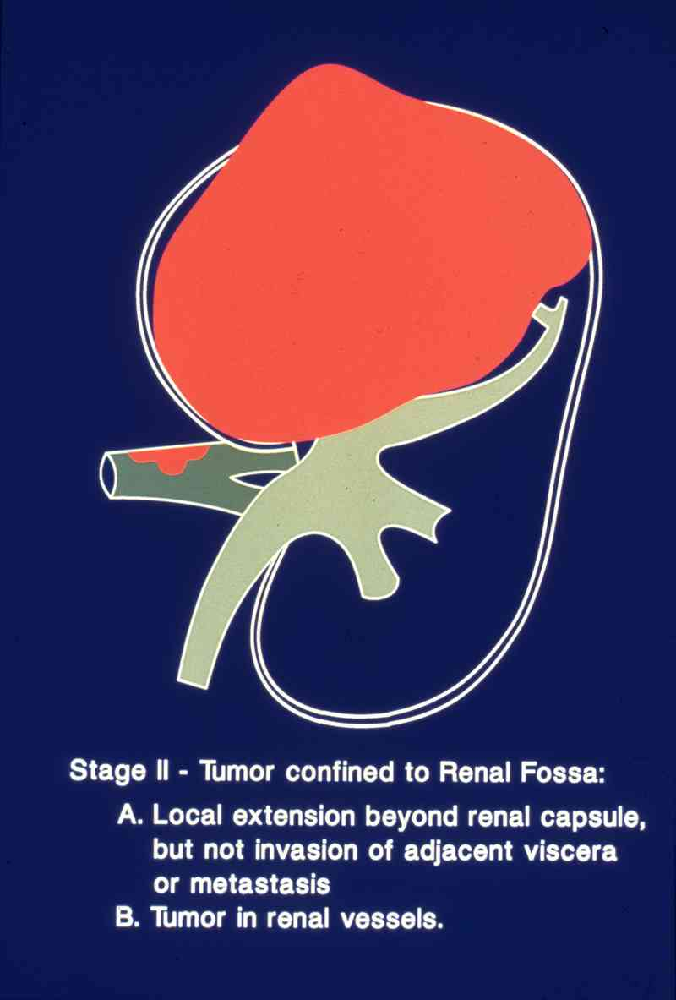 Stage II - Tumor confined to Renal Fossa:
A. Local extension beyond renal capsule,
but not invasion of adjacent viscera
or metastasis
B. Tumor in renal vessels.